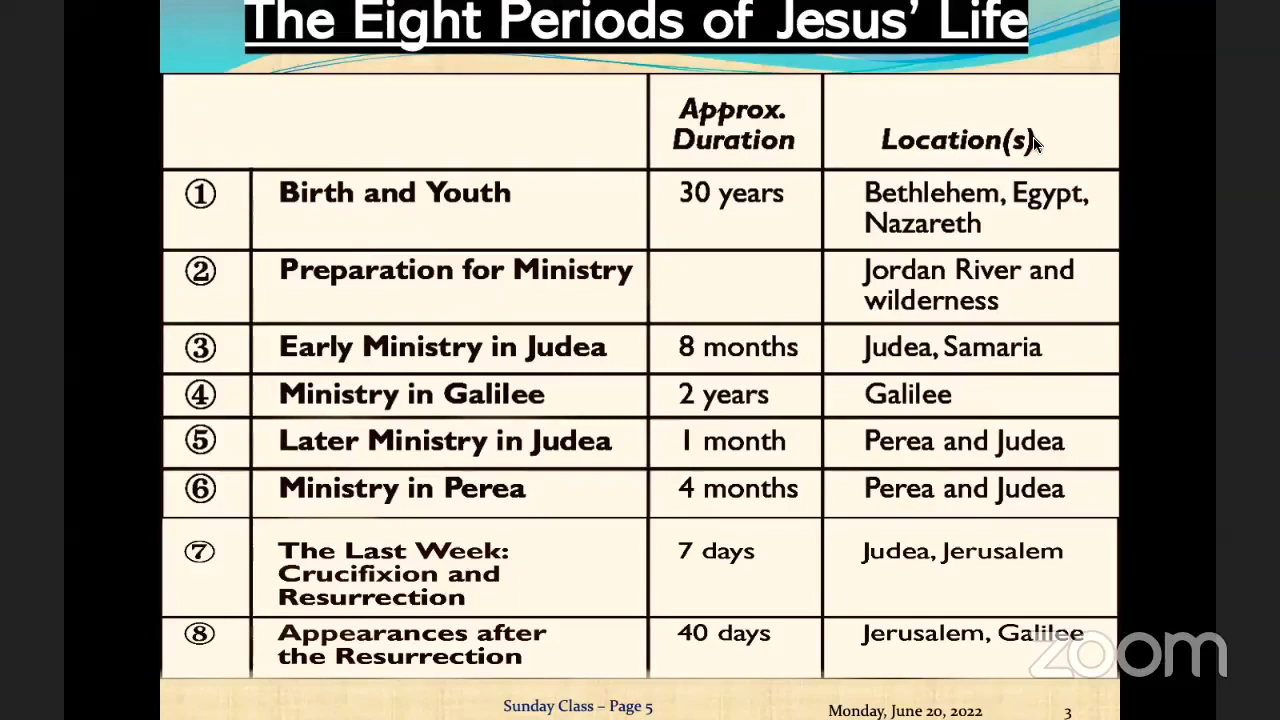 The Eight Periods of Jesus' Life
Approx.
Duration
Location(s)
① Birth and Youth 30 years Bethlehem, Egypt,
Nazareth
② Preparation for Ministry Jordan River and
wilderness
③ Early Ministry in Judea 8 months Judea, Samaria
④ Ministry in Galilee 2 years Galilee
⑤ Later Ministry in Judea 1 month Perea and Judea
⑥ Ministry in Perea 4 months Perea and Judea
⑦ The Last Week: 7 days Judea, Jerusalem
Crucifixion and
Resurrection
⑧ Appearances after 40 days Jerusalem, Galilee
the Resurrection
zoom
Sunday Class – Page 5 Monday, June 20, 2022 3